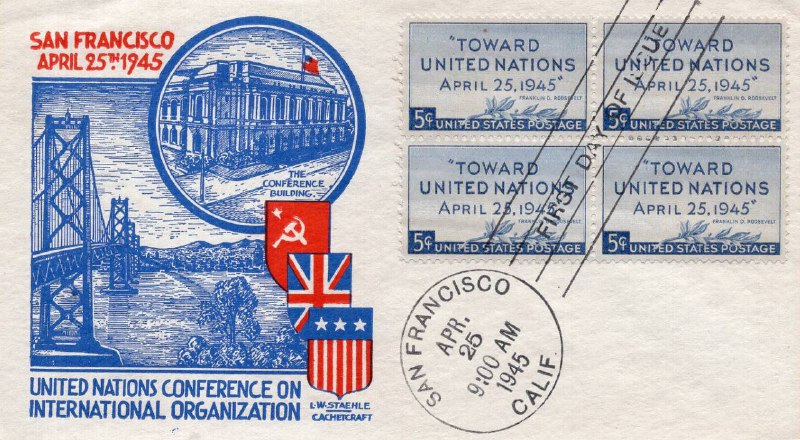 SAN FRANCISCO
APRIL 25TH 1945
THE
CONFERENCE
BUILDING.
UNITED NATIONS CONFERENCE ON
INTERNATIONAL ORGANIZATION
L·W·STAEHLE
CACHETCRAFT
"TOWARD
UNITED NATIONS
APRIL 25, 1945"
FRANKLIN D. ROOSEVELT
5¢ UNITED STATES POSTAGE
"TOWARD
UNITED NATIONS
APRIL 25, 1945"
FRANKLIN D. ROOSEVELT
5¢ UNITED STATES POSTAGE
"TOWARD
UNITED NATIONS
APRIL 25, 1945"
FRANKLIN D. ROOSEVELT
5¢ UNITED STATES POSTAGE
"TOWARD
UNITED NATIONS
APRIL 25, 1945"
FRANKLIN D. ROOSEVELT
5¢ UNITED STATES POSTAGE
FIRST DAY OF ISSUE
SAN FRANCISCO
APR.
25
9:00 AM
1945
CALIF.